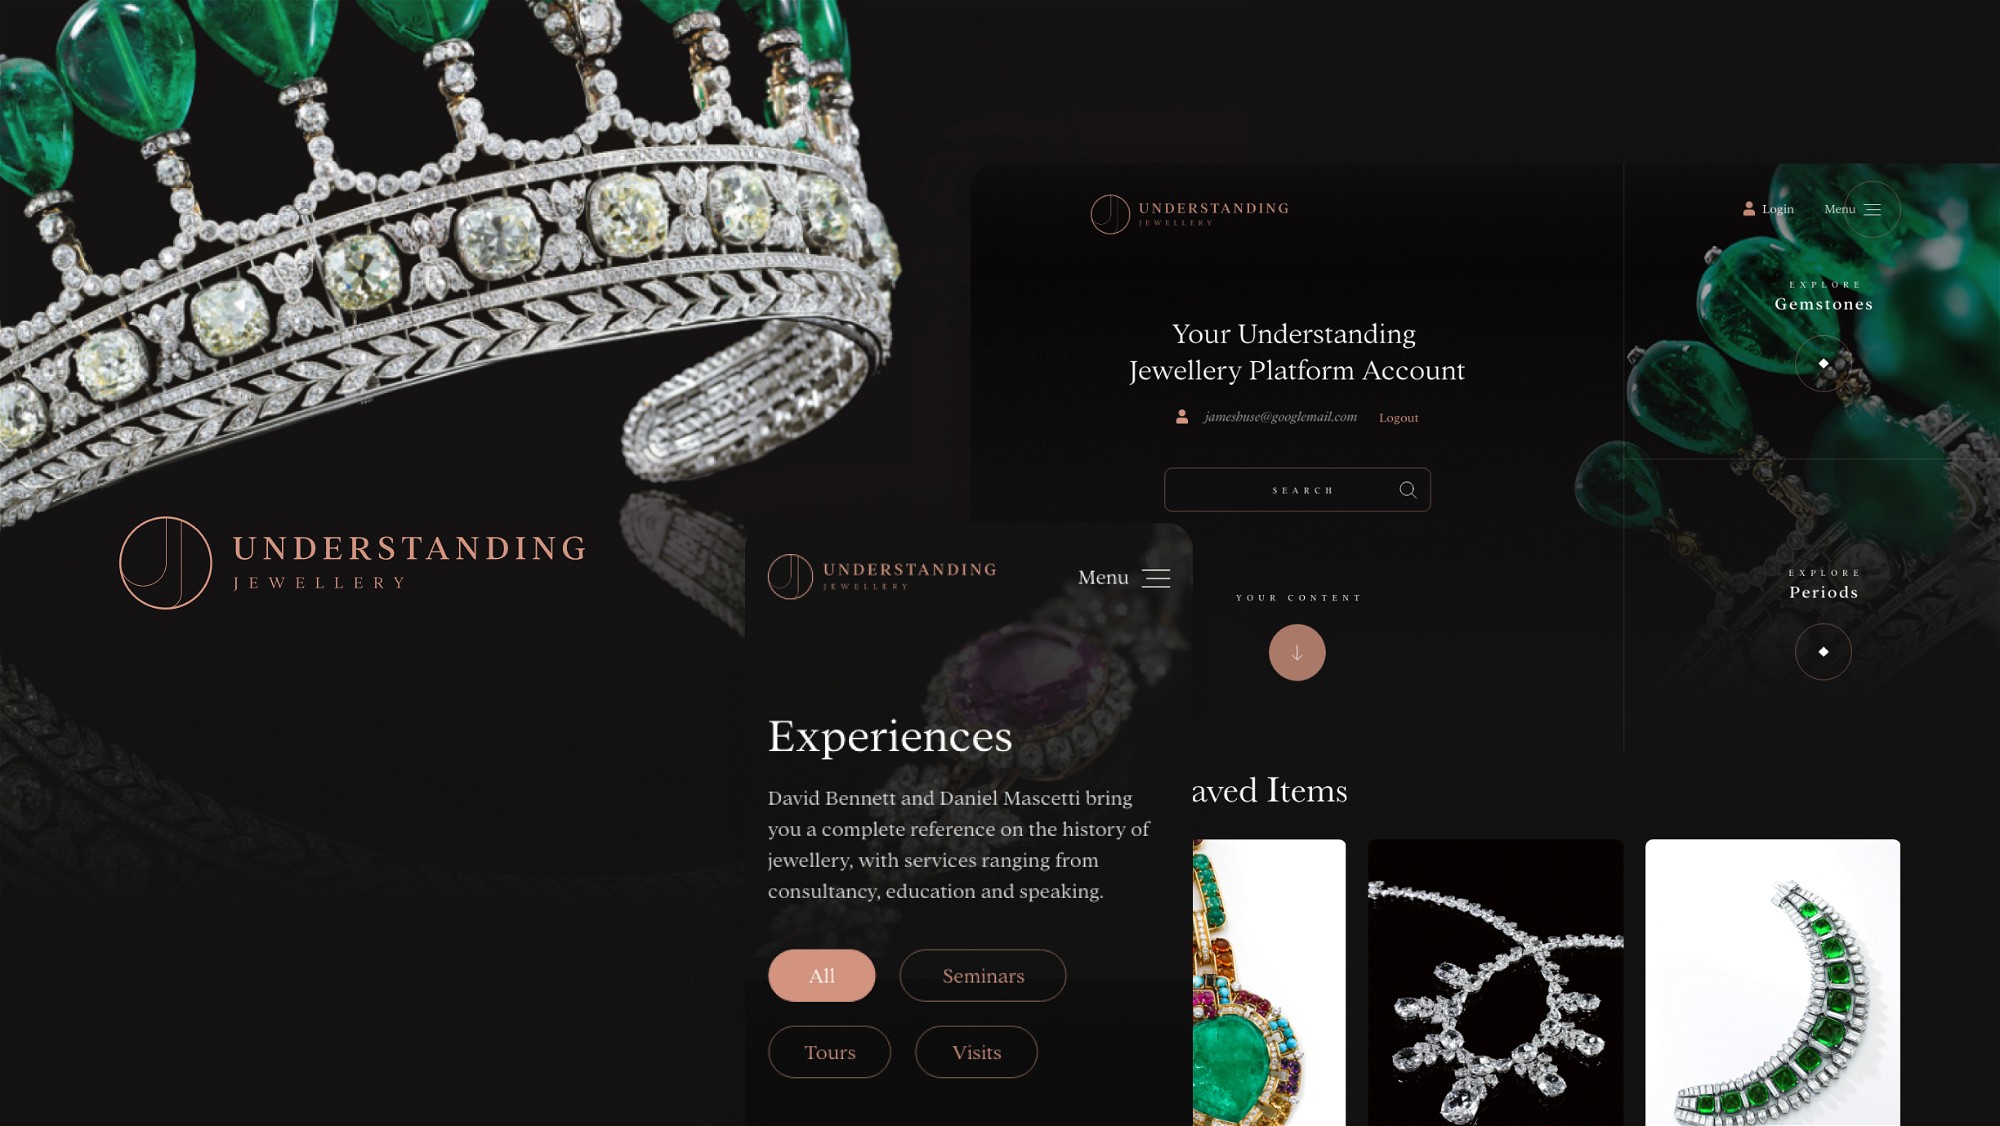 UNDERSTANDING
JEWELLERY
UNDERSTANDING
JEWELLERY
Login
Menu
Your Understanding
Jewellery Platform Account
jameshuse@googlemail.com
Logout
SEARCH
YOUR CONTENT
EXPLORE
Gemstones
EXPLORE
Periods
aved Items
UNDERSTANDING
JEWELLERY
Menu
Experiences
David Bennett and Daniel Mascetti bring
you a complete reference on the history of
jewellery, with services ranging from
consultancy, education and speaking.
All
Seminars
Tours
Visits